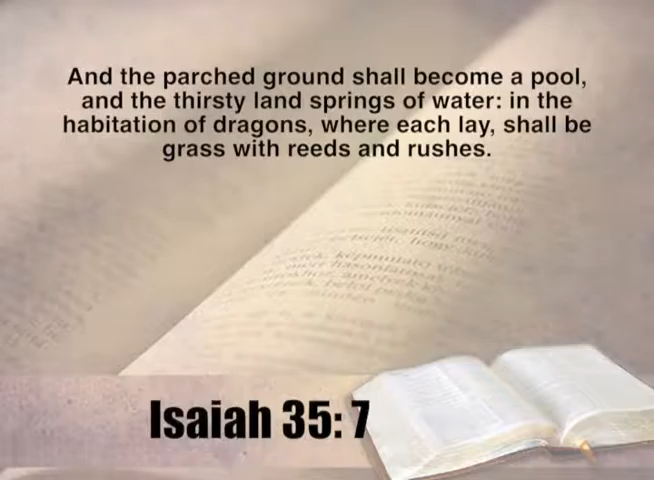 And the parched ground shall become a pool,
and the thirsty land springs of water: in the
habitation of dragons, where each lay, shall be
grass with reeds and rushes.
Isaiah 35: 7